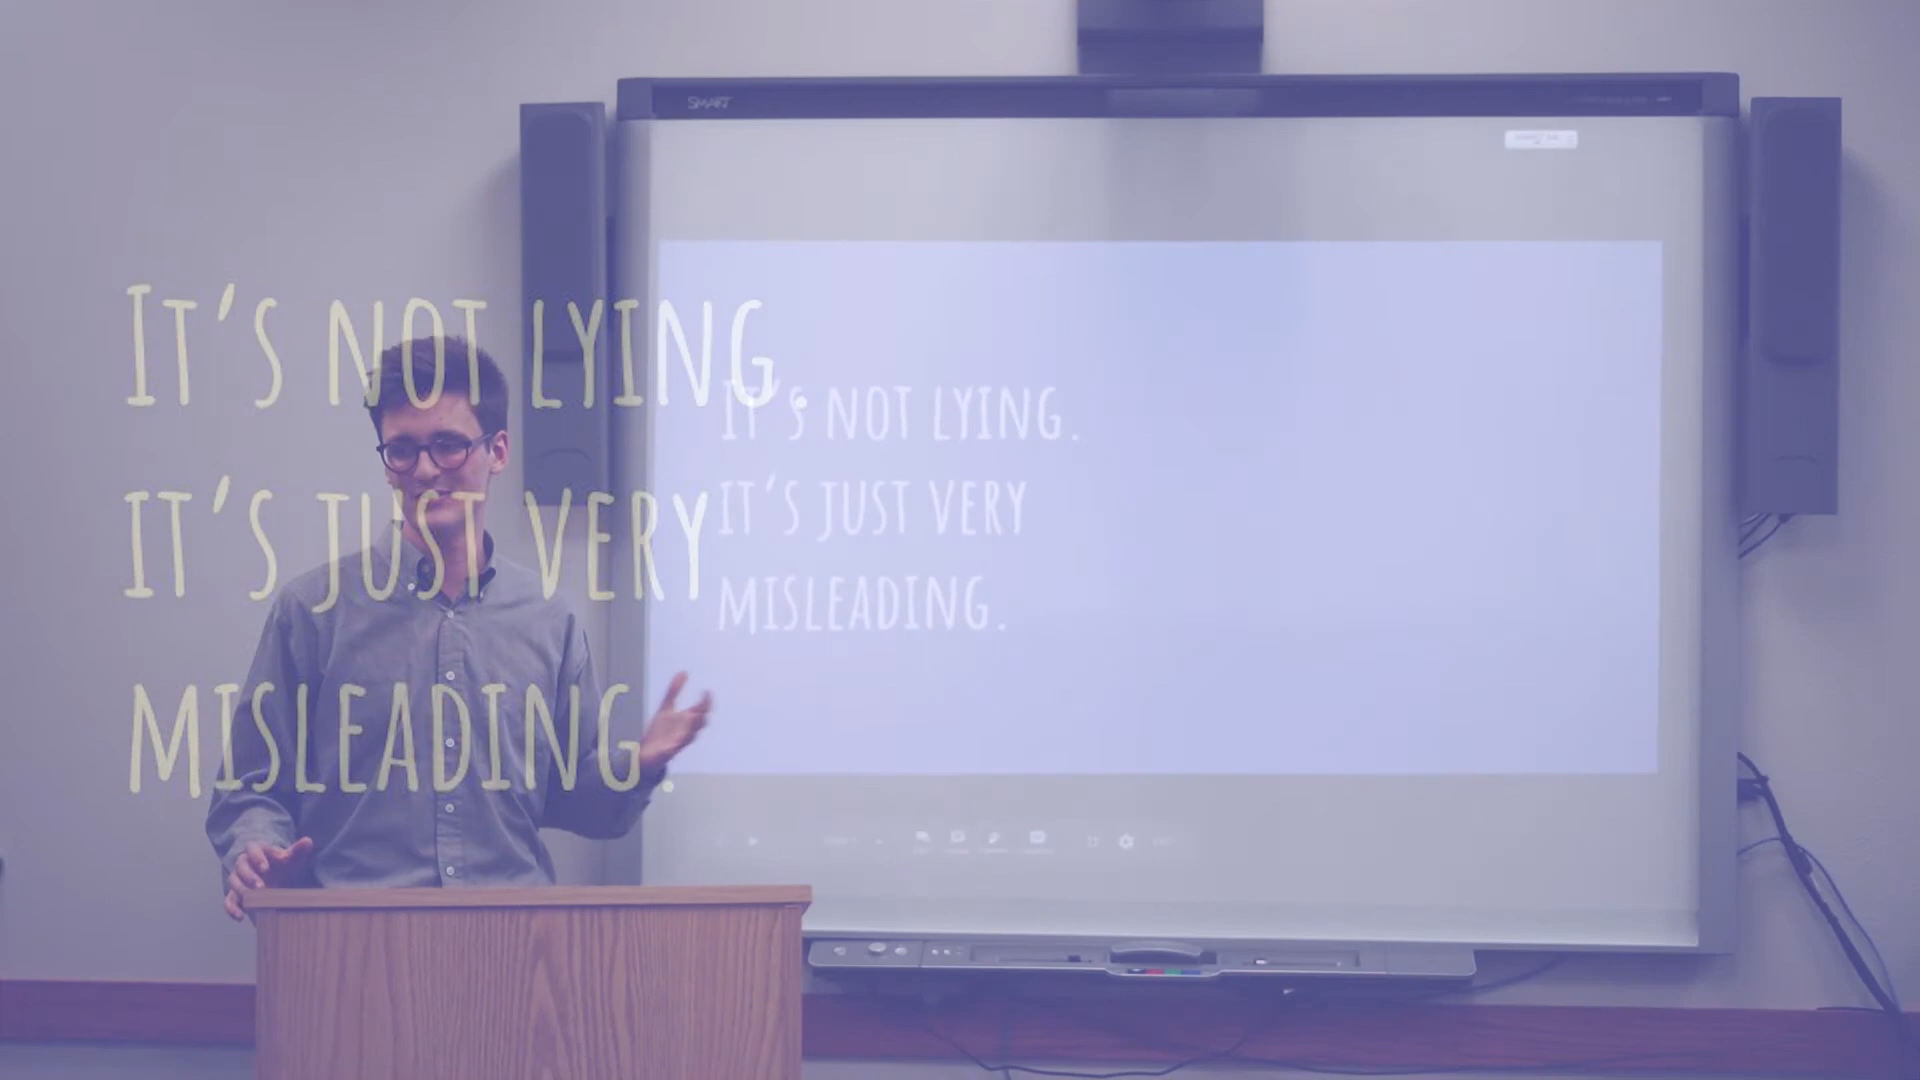 SMART
IT'S NOT LYING.
IT'S JUST VERY
MISLEADING.
IT'S NOT LYING.
IT'S JUST VERY
MISLEADING.